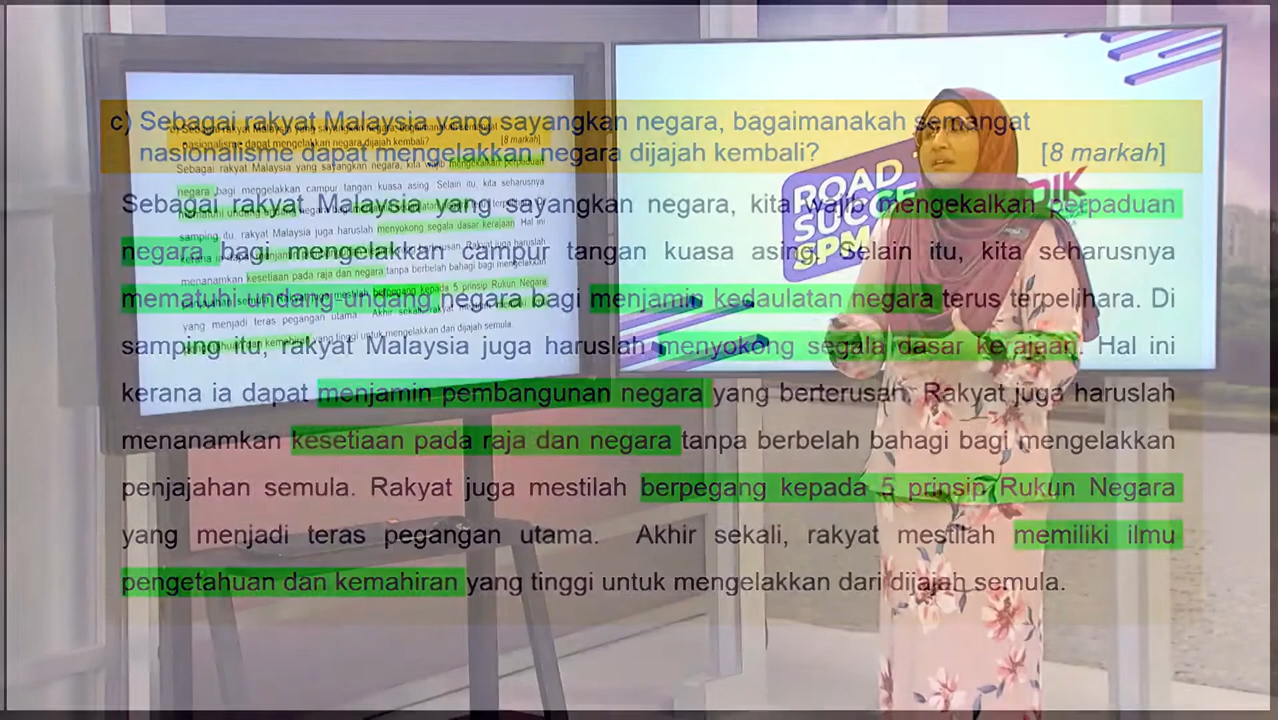 c) Sebagai rakyat Malaysia yang sayangkan negara, bagaimanakah semangat
nasionalisme dapat mengelakkan negara dijajah kembali? [8 markah]
Sebagai rakyat Malaysia yang sayangkan negara, kita wajib mengekalkan perpaduan
negara bagi mengelakkan campur tangan kuasa asing. Selain itu, kita seharusnya
mematuhi undang-undang negara bagi menjamin kedaulatan negara terus terpelihara. Di
samping itu, rakyat Malaysia juga haruslah menyokong segala dasar kerajaan. Hal ini
kerana ia dapat menjamin pembangunan negara yang berterusan. Rakyat juga haruslah
menanamkan kesetiaan pada raja dan negara tanpa berbelah bahagi bagi mengelakkan
penjajahan semula. Rakyat juga mestilah berpegang kepada 5 prinsip Rukun Negara
yang menjadi teras pegangan utama. Akhir sekali, rakyat mestilah memiliki ilmu
pengetahuan dan kemahiran yang tinggi untuk mengelakkan dari dijajah semula.
ROAD
SUCCE
SPM
DIK